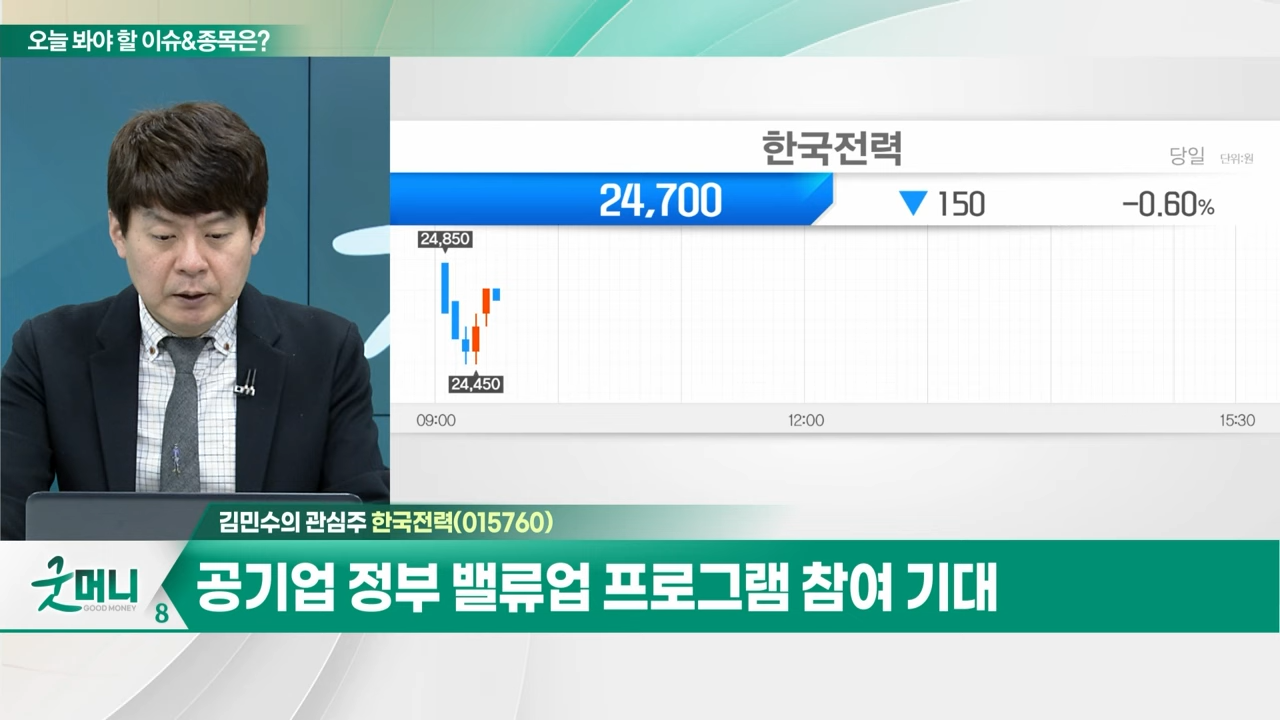 오늘 봐야 할 이슈&종목은?
한국전력
당일 단위:원
24,700 ▼ 150 -0.60%
24,850
24,450
09:00 12:00 15:30
김민수의 관심주 한국전력(015760)
굿머니
GOOD MONEY
8
공기업 정부 밸류업 프로그램 참여 기대